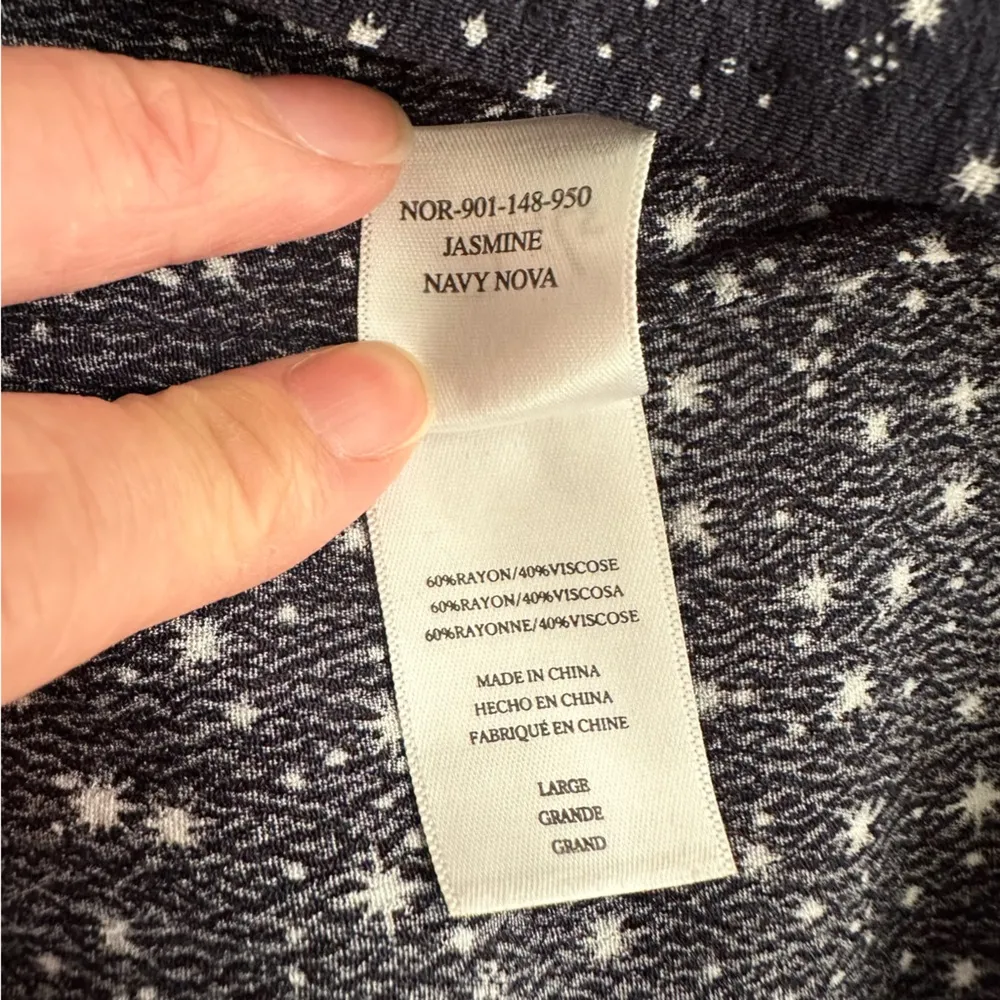 NOR-901-148-950
JASMINE
NAVY NOVA
60%RAYON/40%VISCOSE
60%RAYON/40%VISCOSA
60%RAYONNE/40%VISCOSE
MADE IN CHINA
HECHO EN CHINA
FABRIQUÉ EN CHINE
LARGE
GRANDE
GRAND